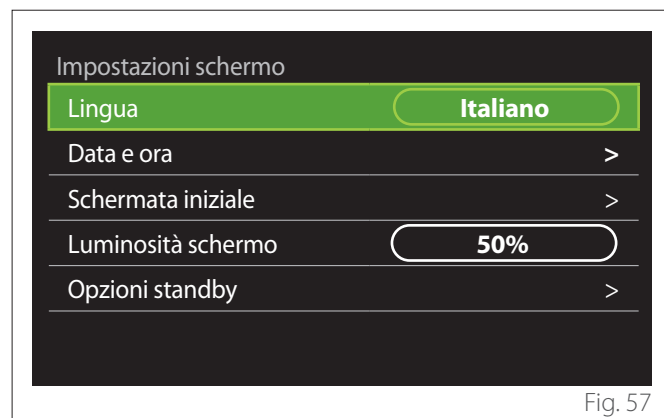 Impostazioni schermo
Lingua Italiano
Data e ora >
Schermata iniziale >
Luminosità schermo 50%
Opzioni standby >
Fig. 57